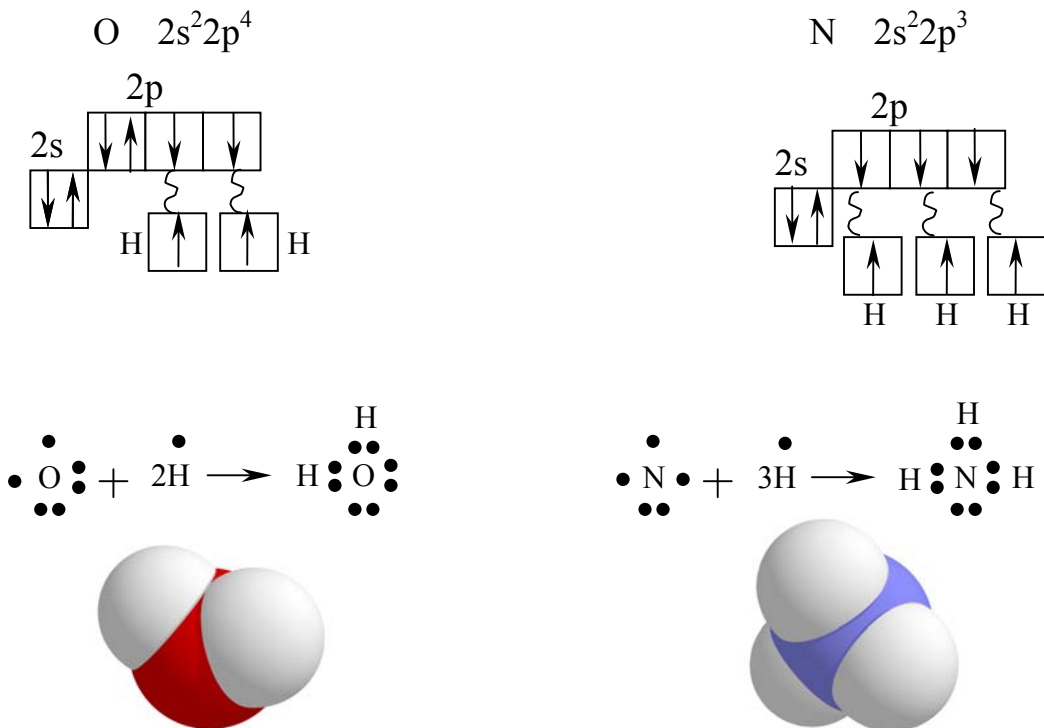 O 2s²2p⁴
2p
2s
H H
H
H O
O + 2H
N 2s²2p³
2p
2s
H H H
H
N + 3H
H N H